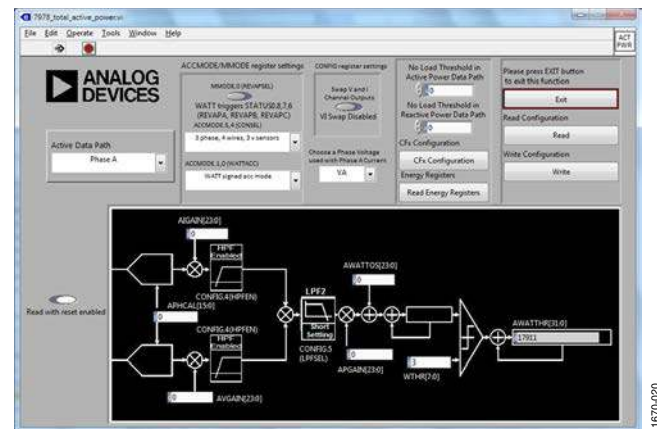 7978_total_active_power.vi
File Edit Operate Tools Window Help
ACT
PWR
ANALOG
DEVICES
Active Data Path
Phase A
ACCMODE/MMODE register settings
MMODE.0 (REVAPSEL)
WATT triggers STATUS0.8,7,6
(REVAPA, REVAPB, REVAPC)
ACCMODE.5,4 (CONSEL)
3 phase, 4 wires, 3 v sensors
ACCMODE.1,0 (WATTACC)
WATT signed acc mode
CONFIG register settings
Swap V and I
Channel Outputs
VI Swap Disabled
Choose a Phase Voltage
used with Phase A Current
VA
No Load Threshold in
Active Power Data Path
0
No Load Threshold in
Reactive Power Data Path
0
CFx Configuration
CFx Configuration
Energy Registers
Read Energy Registers
Please press EXIT button
to exit this function
Exit
Read Configuration
Read
Write Configuration
Write
Read with reset enabled
AIGAIN[23:0]
0
HPF
Enabled
CONFIG.4(HPFEN)
APHCAL[15:0]
0
CONFIG.4(HPFEN)
HPF
Enabled
0
AVGAIN[23:0]
LPF2
Short
Settling
CONFIG.5
(LPFSEL)
AWATTOS[23:0]
0
0
APGAIN[23:0]
3
WTHR[7:0]
AWATTHR[31:0]
17911
1670-020